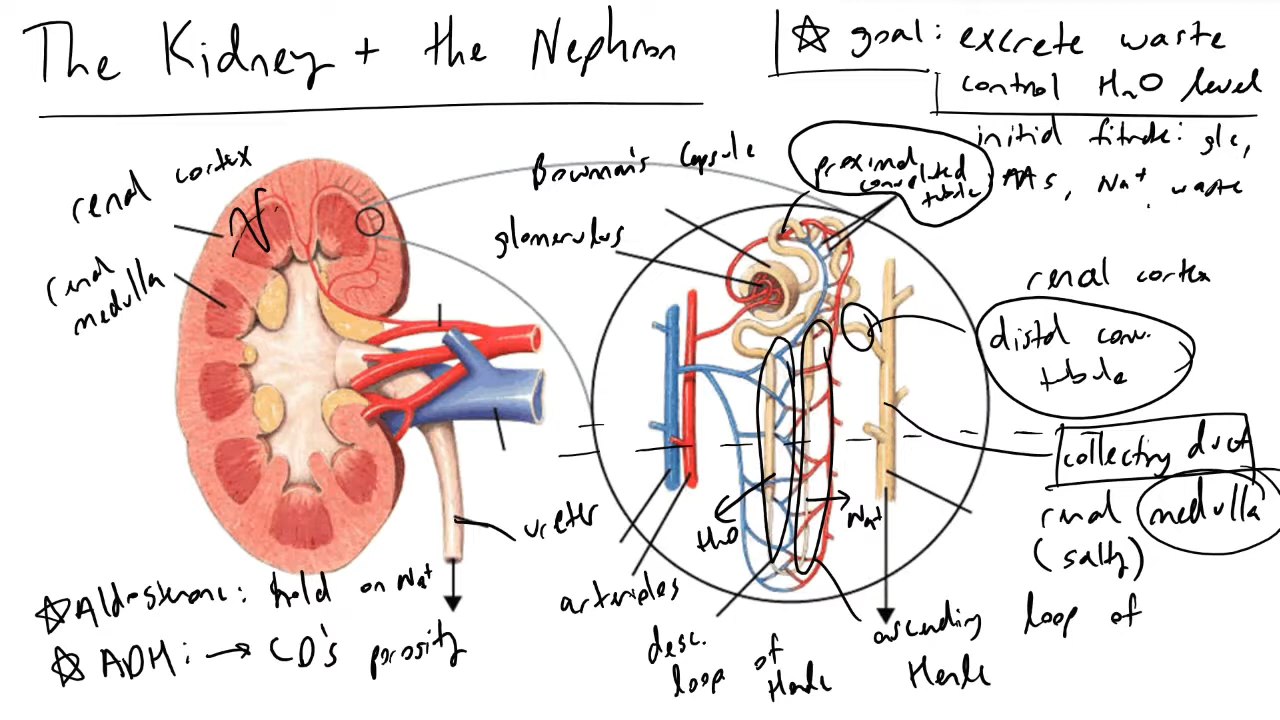 The Kidney + the Nephron
goal: excrete waste
control H₂O level
initial filtrate: glc,
AAs, Na⁺, waste
renal cortex
renal
medulla
Bowman's Capsule
glomerulus
proximal
convoluted
tubule
renal cortex
distal conv.
tubule
collecting duct
renal medulla
(salty)
H₂O
Na⁺
ureter
arterioles
desc.
loop of
Henle
ascending loop of
Henle
Aldosterone: hold on Na⁺
ADH: → CD's porosity